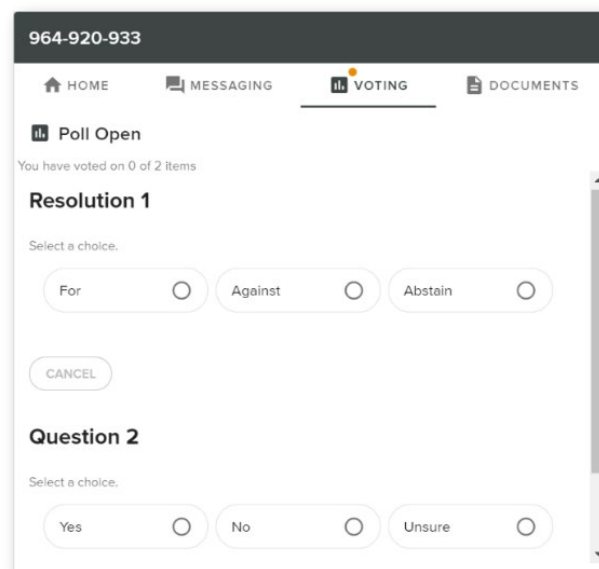 964-920-933
HOME MESSAGING VOTING DOCUMENTS
Poll Open
You have voted on 0 of 2 items
Resolution 1
Select a choice.
For Against Abstain
CANCEL
Question 2
Select a choice.
Yes No Unsure